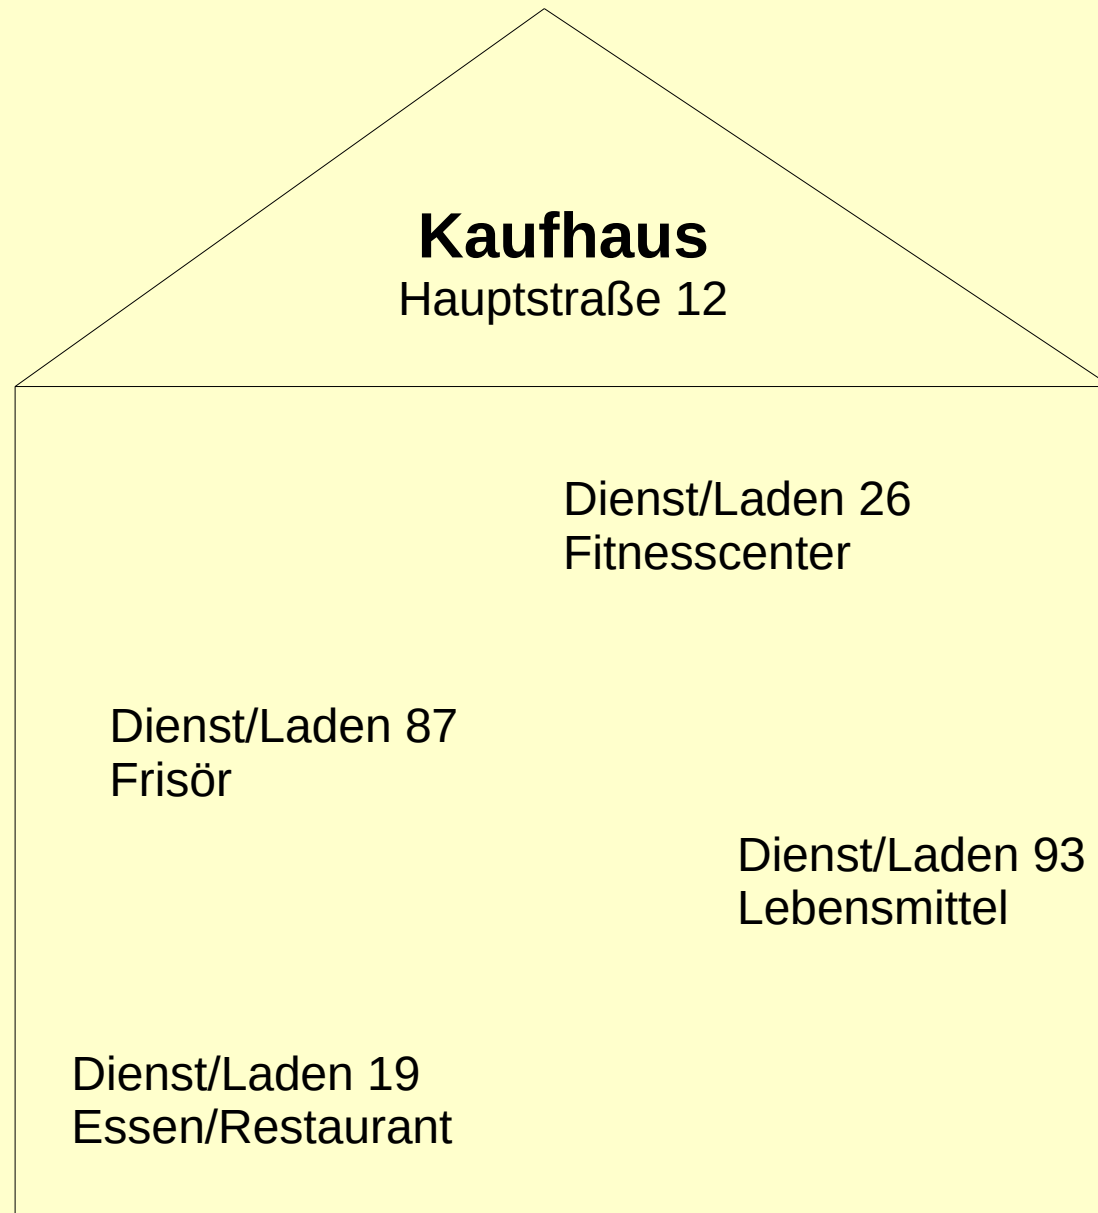 Kaufhaus
Hauptstraße 12
Dienst/Laden 26
Fitnesscenter
Dienst/Laden 87
Frisör
Dienst/Laden 93
Lebensmittel
Dienst/Laden 19
Essen/Restaurant